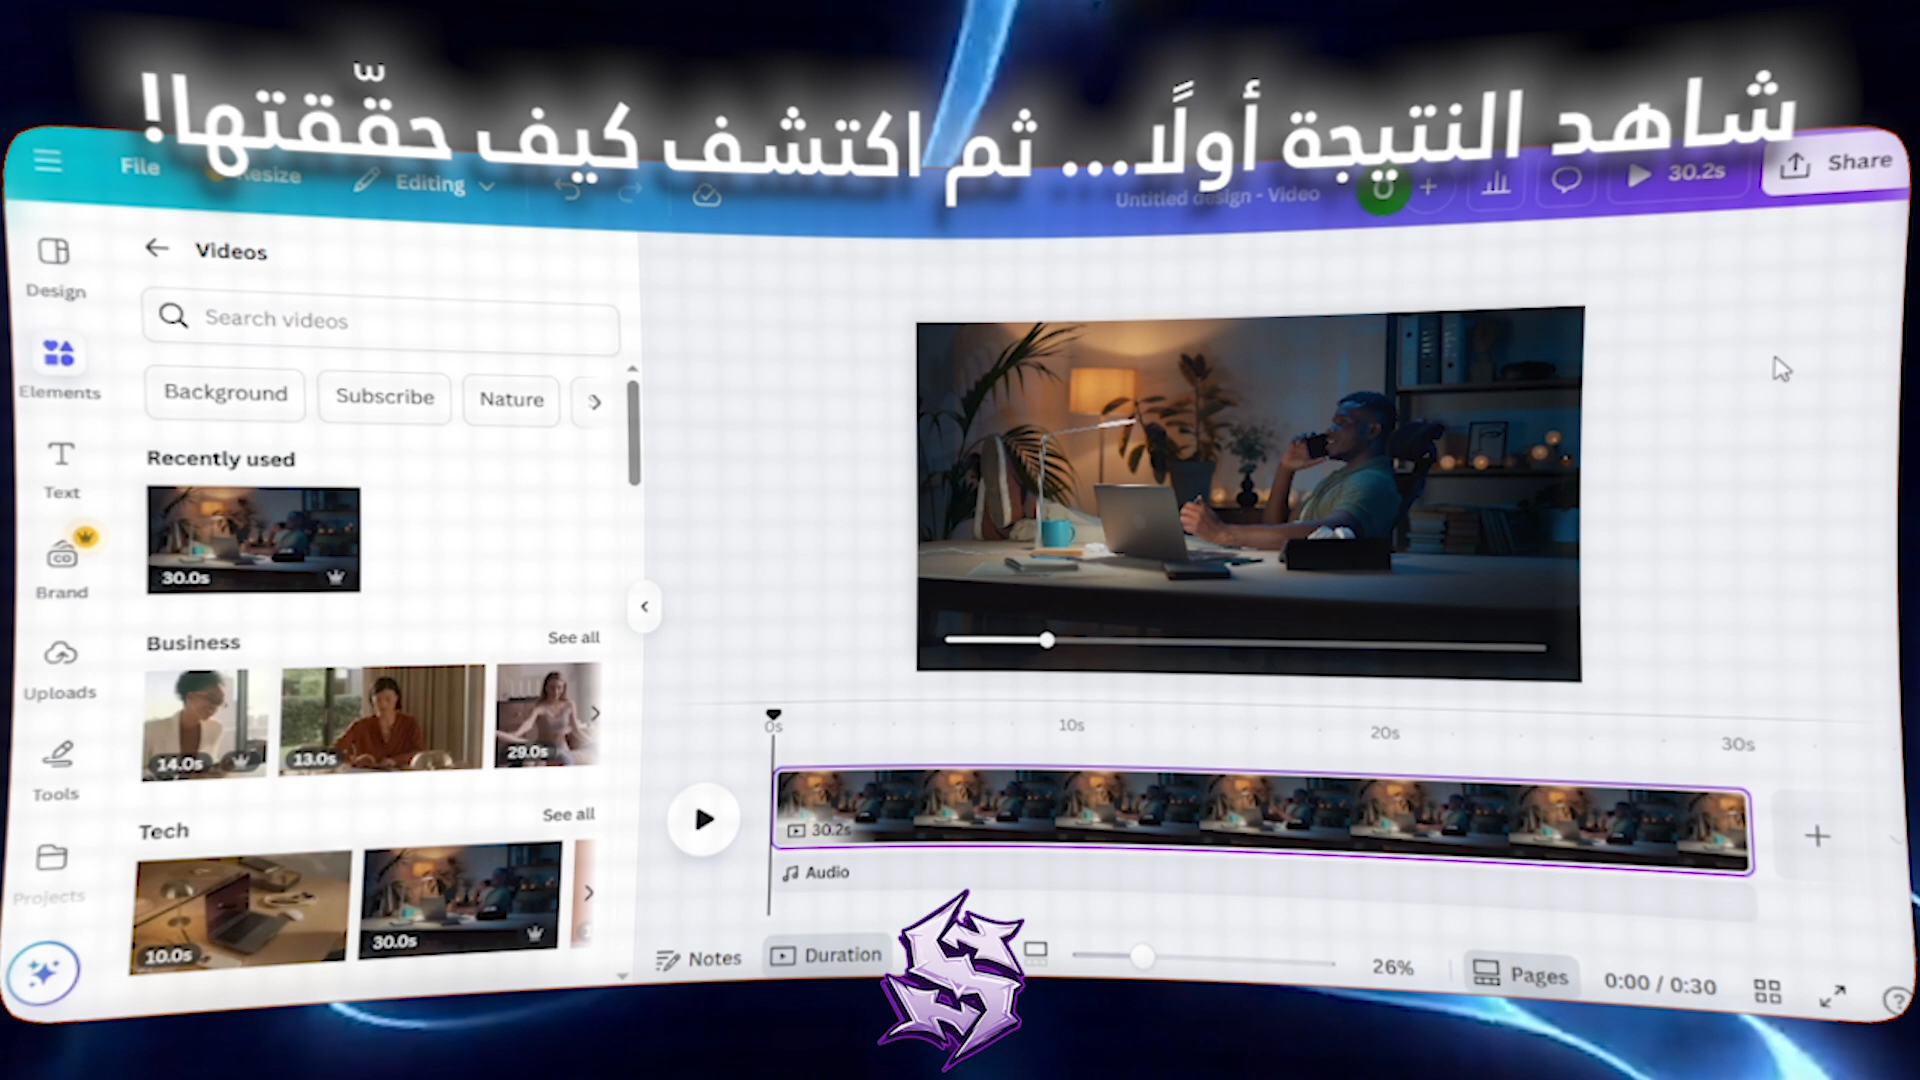 شاهد النتيجة أولًا... ثم اكتشف كيف حقّقتها!
File
Resize
Editing
Untitled design - Video
U
30.2s
Share
Design
Elements
Text
Brand
Uploads
Tools
Projects
Videos
Search videos
Background
Subscribe
Nature
Recently used
30.0s
Business
See all
14.0s
13.0s
29.0s
Tech
See all
10.0s
30.0s
0s
10s
20s
30s
30.2s
Audio
Notes
Duration
26%
Pages
0:00 / 0:30